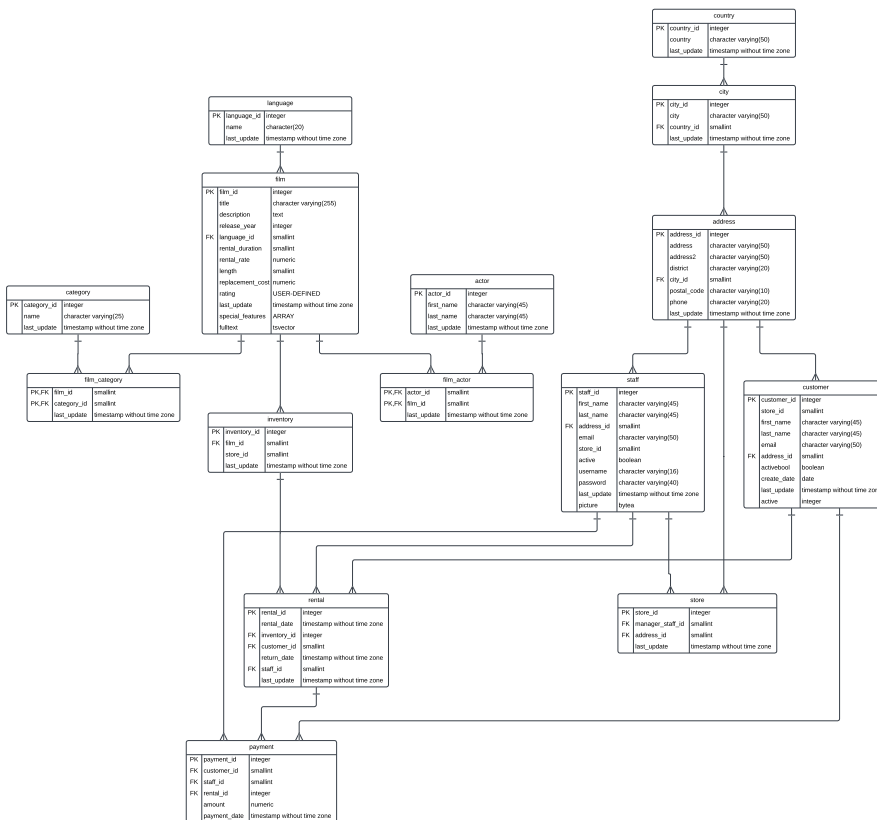 country
PK country_id integer
country character varying(50)
last_update timestamp without time zone
city
PK city_id integer
city character varying(50)
FK country_id smallint
last_update timestamp without time zone
language
PK language_id integer
name character(20)
last_update timestamp without time zone
film
PK film_id integer
title character varying(255)
description text
release_year integer
FK language_id smallint
rental_duration smallint
rental_rate numeric
length smallint
replacement_cost numeric
rating USER-DEFINED
last_update timestamp without time zone
special_features ARRAY
fulltext tsvector
address
PK address_id integer
address character varying(50)
address2 character varying(50)
district character varying(20)
FK city_id smallint
postal_code character varying(10)
phone character varying(20)
last_update timestamp without time zone
category
PK category_id integer
name character varying(25)
last_update timestamp without time zone
actor
PK actor_id integer
first_name character varying(45)
last_name character varying(45)
last_update timestamp without time zone
film_category
PK,FK film_id smallint
PK,FK category_id smallint
last_update timestamp without time zone
film_actor
PK,FK actor_id smallint
PK,FK film_id smallint
last_update timestamp without time zone
staff
PK staff_id integer
first_name character varying(45)
last_name character varying(45)
FK address_id smallint
email character varying(50)
store_id smallint
active boolean
username character varying(16)
password character varying(40)
last_update timestamp without time zone
picture bytea
customer
PK customer_id integer
store_id smallint
first_name character varying(45)
last_name character varying(45)
email character varying(50)
FK address_id smallint
activebool boolean
create_date date
last_update timestamp without time zor
active integer
inventory
PK inventory_id integer
FK film_id smallint
store_id smallint
last_update timestamp without time zone
rental
PK rental_id integer
rental_date timestamp without time zone
FK inventory_id integer
FK customer_id smallint
return_date timestamp without time zone
FK staff_id smallint
last_update timestamp without time zone
store
PK store_id integer
FK manager_staff_id smallint
FK address_id smallint
last_update timestamp without time zone
payment
PK payment_id integer
FK customer_id smallint
FK staff_id smallint
FK rental_id integer
amount numeric
payment_date timestamp without time zone